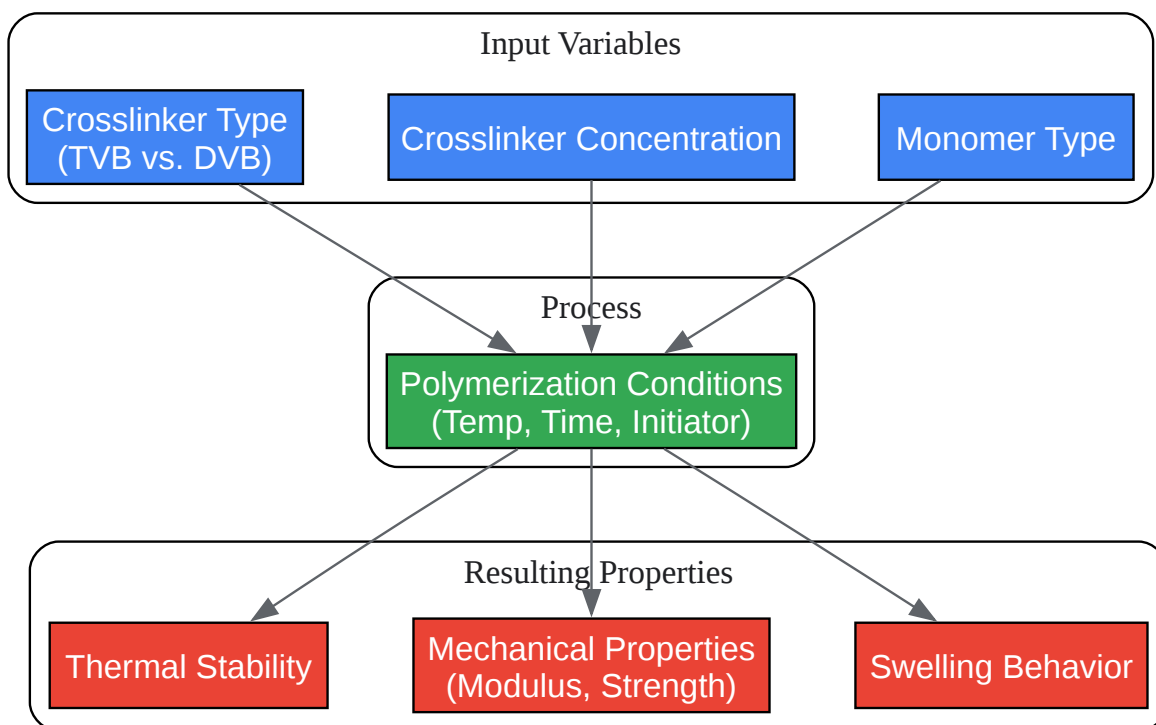 Input Variables
Crosslinker Type
(TVB vs. DVB)
Crosslinker Concentration
Monomer Type
Process
Polymerization Conditions
(Temp, Time, Initiator)
Resulting Properties
Thermal Stability
Mechanical Properties
(Modulus, Strength)
Swelling Behavior